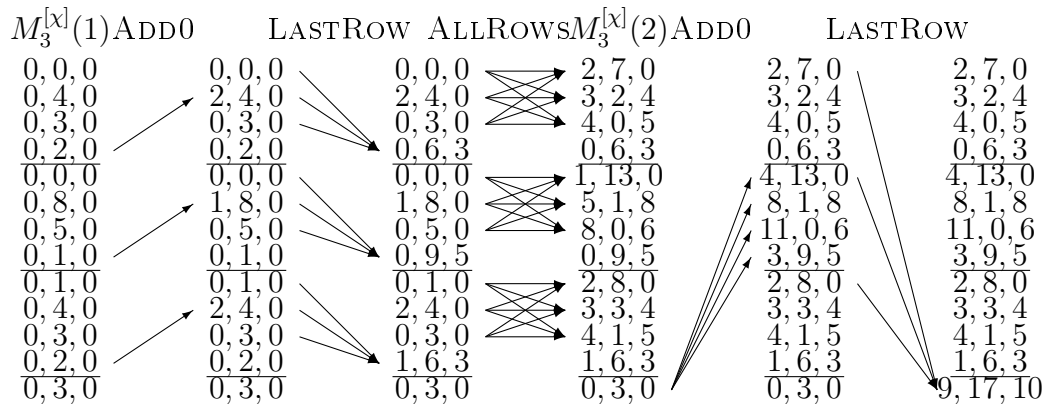 M_3^{[χ]}(1) ADD0 LASTROW ALLROWS M_3^{[χ]}(2) ADD0 LASTROW
0, 0, 0 0, 0, 0 0, 0, 0 2, 7, 0 2, 7, 0 2, 7, 0
0, 4, 0 2, 4, 0 2, 4, 0 3, 2, 4 3, 2, 4 3, 2, 4
0, 3, 0 0, 3, 0 0, 3, 0 4, 0, 5 4, 0, 5 4, 0, 5
0, 2, 0 0, 2, 0 0, 6, 3 0, 6, 3 0, 6, 3 0, 6, 3
0, 0, 0 0, 0, 0 0, 0, 0 1, 13, 0 4, 13, 0 4, 13, 0
0, 8, 0 1, 8, 0 1, 8, 0 5, 1, 8 8, 1, 8 8, 1, 8
0, 5, 0 0, 5, 0 0, 5, 0 8, 0, 6 11, 0, 6 11, 0, 6
0, 1, 0 0, 1, 0 0, 9, 5 0, 9, 5 3, 9, 5 3, 9, 5
0, 1, 0 0, 1, 0 0, 1, 0 2, 8, 0 2, 8, 0 2, 8, 0
0, 4, 0 2, 4, 0 2, 4, 0 3, 3, 4 3, 3, 4 3, 3, 4
0, 3, 0 0, 3, 0 0, 3, 0 4, 1, 5 4, 1, 5 4, 1, 5
0, 2, 0 0, 2, 0 1, 6, 3 1, 6, 3 1, 6, 3 1, 6, 3
0, 3, 0 0, 3, 0 0, 3, 0 0, 3, 0 0, 3, 0 9, 17, 10